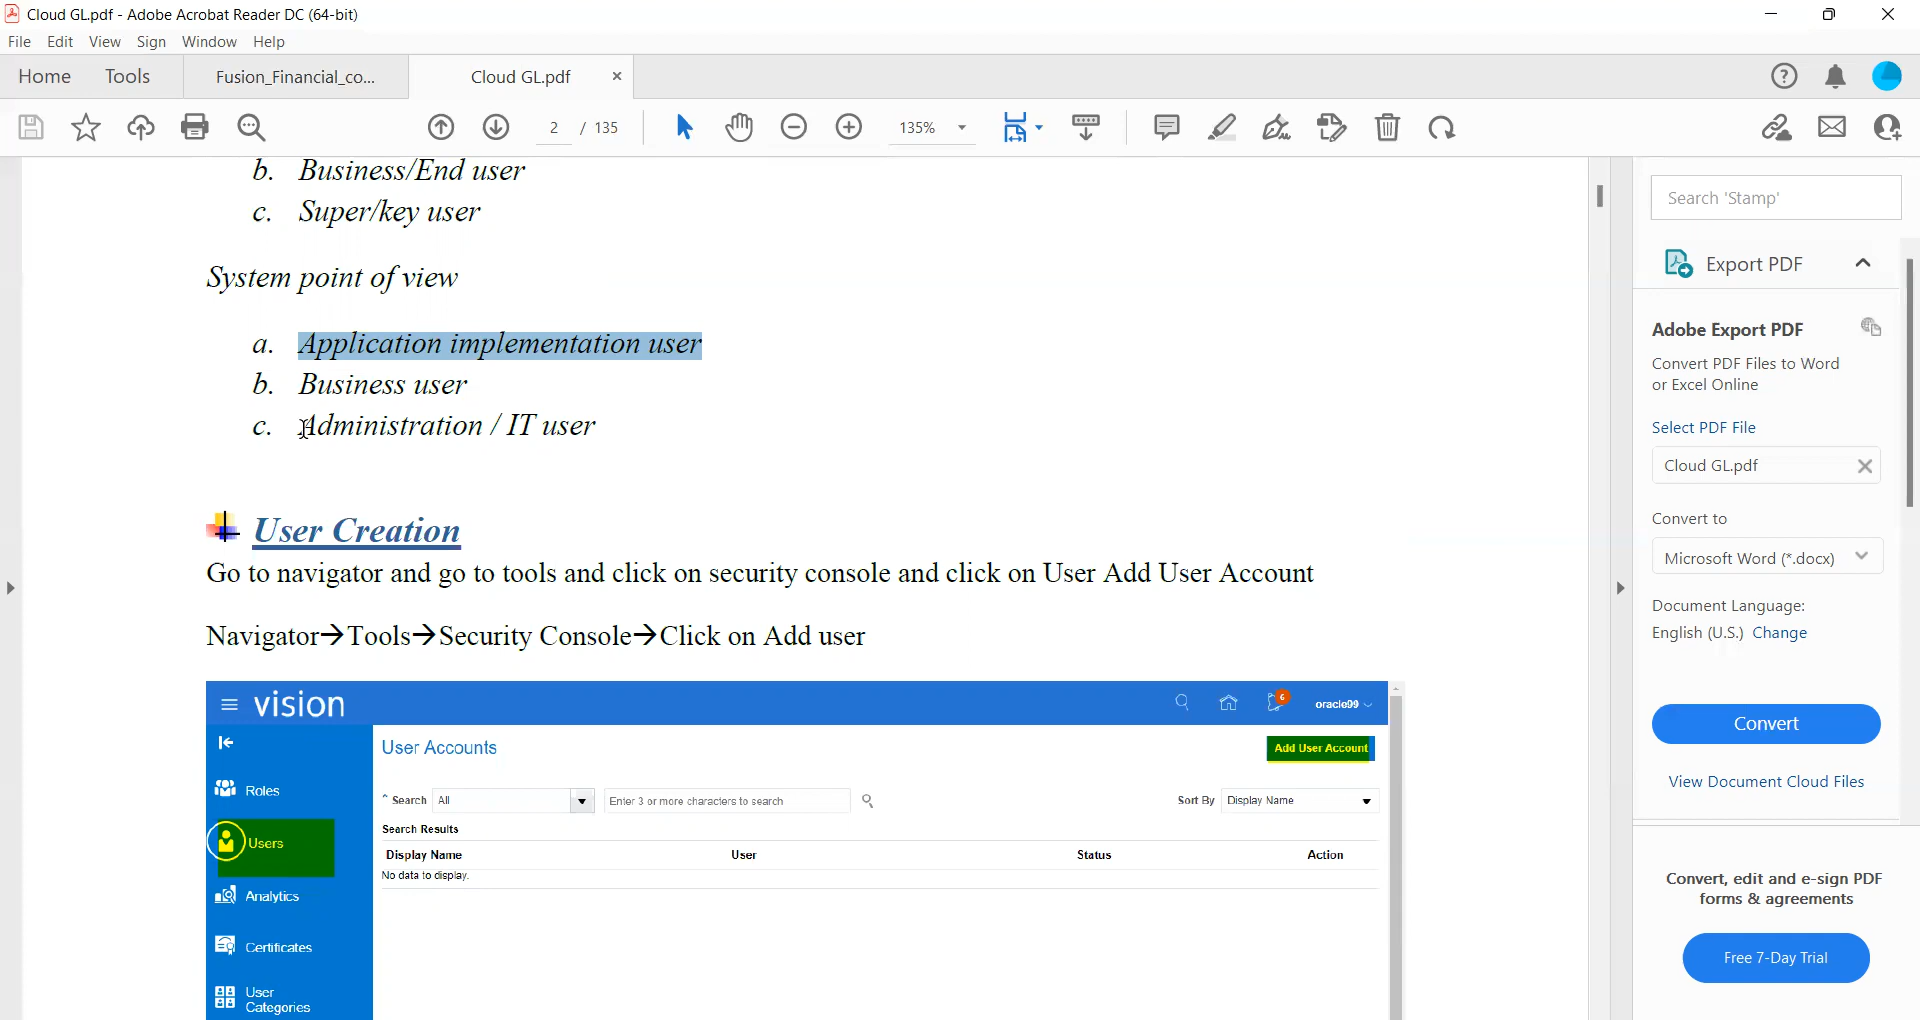 Cloud GL.pdf - Adobe Acrobat Reader DC (64-bit)
File Edit View Sign Window Help
Home Tools Fusion_Financial_co... Cloud GL.pdf
2 / 135 135%
b. Business/End user
c. Super/key user
System point of view
a. Application implementation user
b. Business user
c. Administration / IT user
User Creation
Go to navigator and go to tools and click on security console and click on User Add User Account
Navigator→Tools→Security Console→Click on Add user
vision
6
oracle99
User Accounts
Add User Account
Roles
Search All Enter 3 or more characters to search Sort By Display Name
Search Results
Users
Display Name User Status Action
No data to display.
Analytics
Certificates
User
Categories
Search 'Stamp'
Export PDF
Adobe Export PDF
Convert PDF Files to Word
or Excel Online
Select PDF File
Cloud GL.pdf
Convert to
Microsoft Word (*.docx)
Document Language:
English (U.S.) Change
Convert
View Document Cloud Files
Convert, edit and e-sign PDF
forms & agreements
Free 7-Day Trial